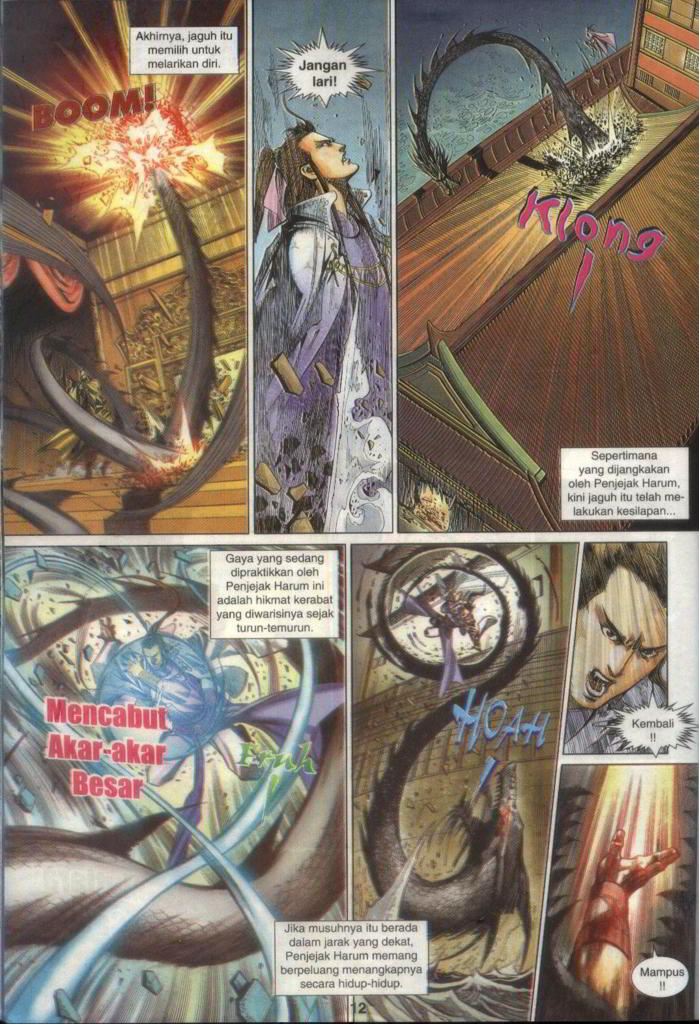 Akhirnya, jaguh itu
memilih untuk
melarikan diri.
BOOM!
Jangan
lari!
Klong
!
Sepertimana
yang dijangkakan
oleh Penjejak Harum,
kini jaguh itu telah me-
lakukan kesilapan...
Gaya yang sedang
dipraktikkan oleh
Penjejak Harum ini
adalah hikmat kerabat
yang diwarisinya sejak
turun-temurun.
Mencabut
Akar-akar
Besar
HOAH
!
Kembali
!!
Jika musuhnya itu berada
dalam jarak yang dekat,
Penjejak Harum memang
berpeluang menangkapnya
secara hidup-hidup.
Mampus
!!
12